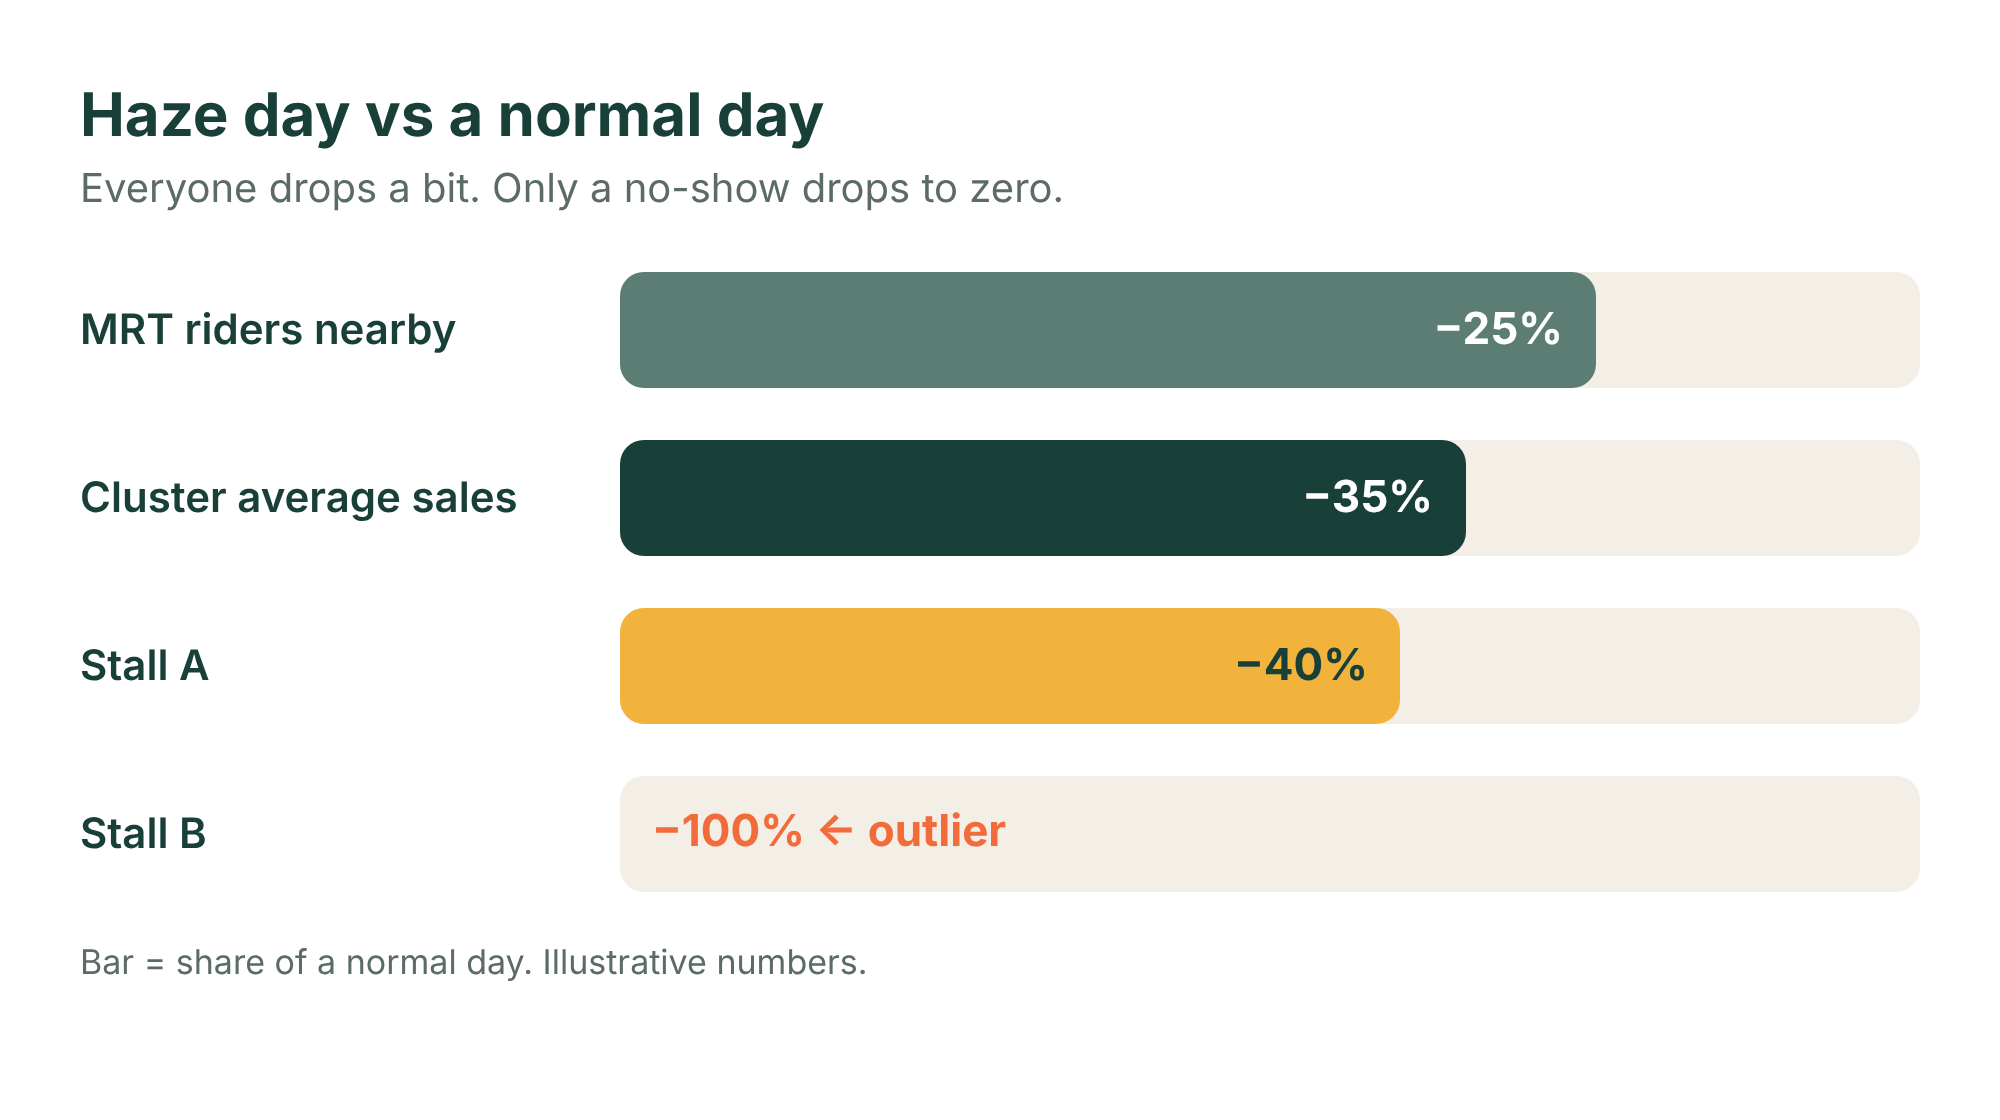 Haze day vs a normal day
Everyone drops a bit. Only a no-show drops to zero.
MRT riders nearby
−25%
Cluster average sales
−35%
Stall A
−40%
Stall B
−100% ← outlier
Bar = share of a normal day. Illustrative numbers.